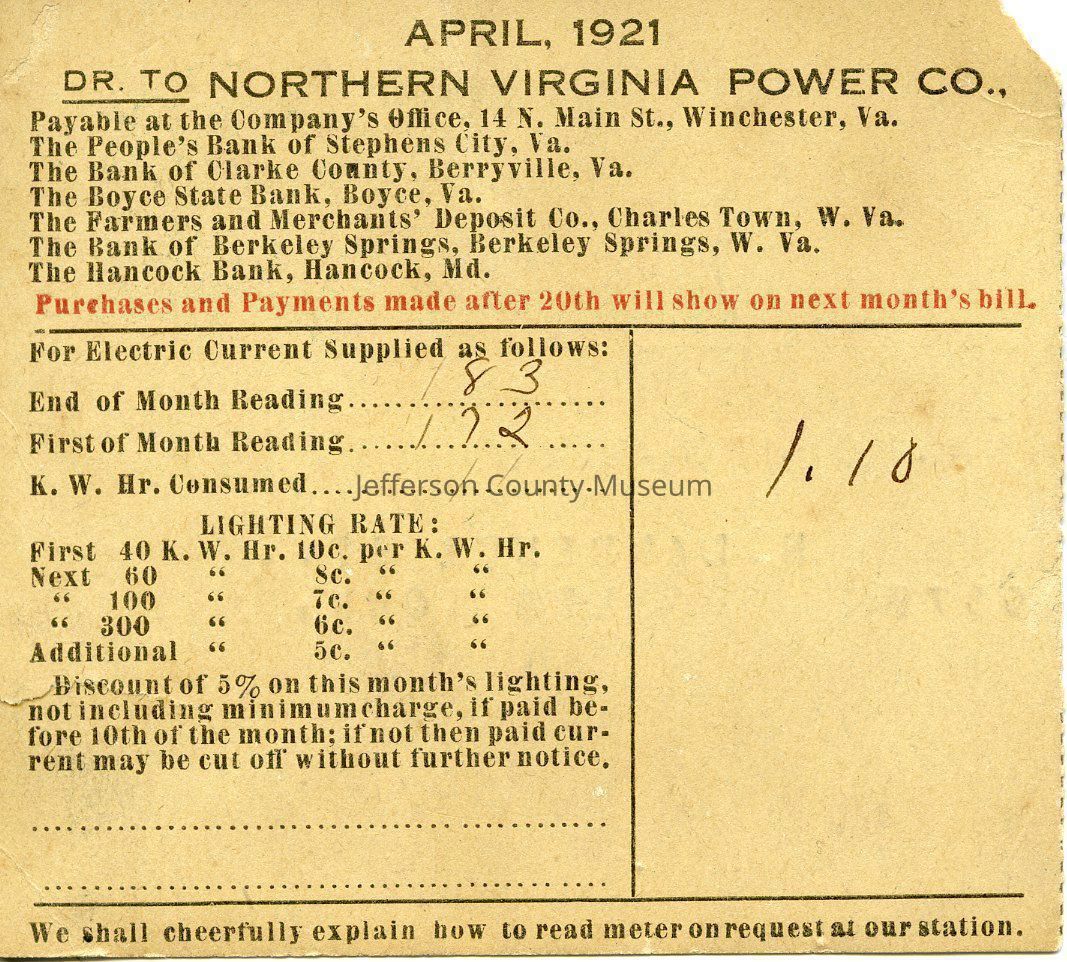 APRIL, 1921
DR. TO NORTHERN VIRGINIA POWER CO.,
Payable at the Company's Office, 14 N. Main St., Winchester, Va.
The People's Bank of Stephens City, Va.
The Bank of Clarke County, Berryville, Va.
The Boyce State Bank, Boyce, Va.
The Farmers and Merchants' Deposit Co., Charles Town, W. Va.
The Bank of Berkeley Springs, Berkeley Springs, W. Va.
The Hancock Bank, Hancock, Md.
Purchases and Payments made after 20th will show on next month's bill.
For Electric Current Supplied as follows:
End of Month Reading.......183.......
First of Month Reading.......172.......
1.10
K. W. Hr. Consumed.......11.......
Jefferson County Museum
LIGHTING RATE:
First 40 K. W. Hr. 10c. per K. W. Hr.
Next 60 “ 8c. “ “
“ 100 “ 7c. “ “
“ 300 “ 6c. “ “
Additional “ 5c. “ “
Discount of 5% on this month's lighting,
not including minimum charge, if paid be-
fore 10th of the month; if not then paid cur-
rent may be cut off without further notice.
We shall cheerfully explain how to read meter on request at our station.